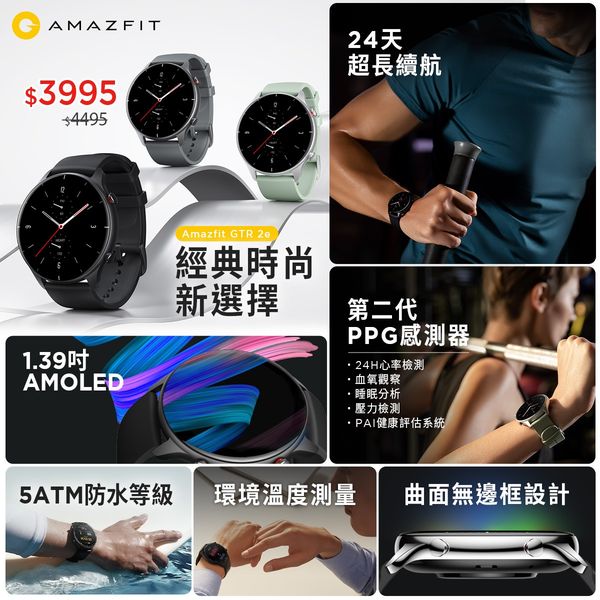 AMAZFIT
$3995
$4495
Amazfit GTR 2e
經典時尚
新選擇
24天
超長續航
第二代
PPG感測器
・24H心率檢測
・血氧觀察
・睡眠分析
・壓力檢測
・PAI健康評估系統
1.39吋
AMOLED
5ATM防水等級
環境溫度測量
曲面無邊框設計